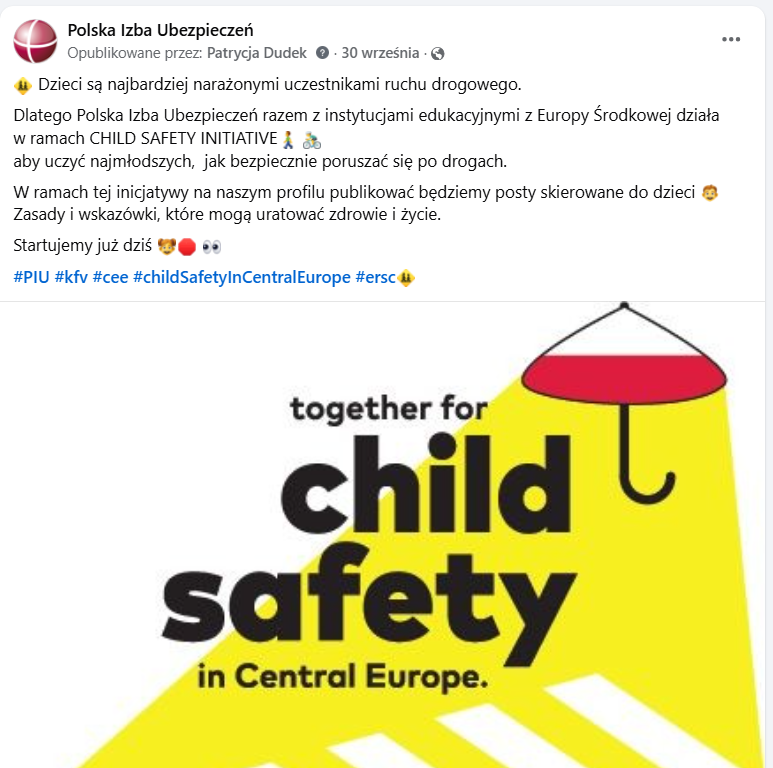 Polska Izba Ubezpieczeń
Opublikowane przez: Patrycja Dudek · 30 września ·
Dzieci są najbardziej narażonymi uczestnikami ruchu drogowego.
Dlatego Polska Izba Ubezpieczeń razem z instytucjami edukacyjnymi z Europy Środkowej działa
w ramach CHILD SAFETY INITIATIVE🚶🚴
aby uczyć najmłodszych,  jak bezpiecznie poruszać się po drogach.
W ramach tej inicjatywy na naszym profilu publikować będziemy posty skierowane do dzieci
Zasady i wskazówki, które mogą uratować zdrowie i życie.
Startujemy już dziś 🛑 👀
#PIU #kfv #cee #childSafetyInCentralEurope #ersc
together for
child
safety
in Central Europe.